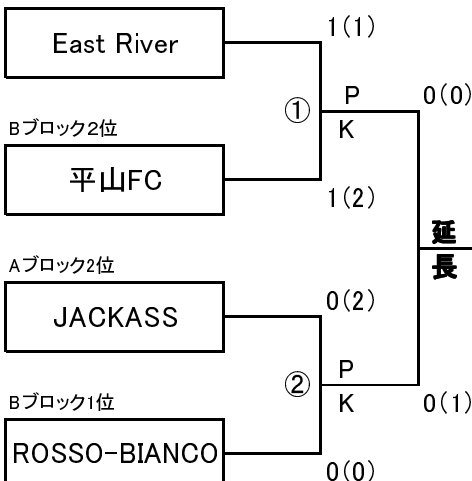 1(1)
East River
P
0(0)
①
K
Bブロック2位
平山FC
1(2)
延
長
Aブロック2位
0(2)
JACKASS
P
②
K
0(1)
Bブロック1位
ROSSO-BIANCO
0(0)